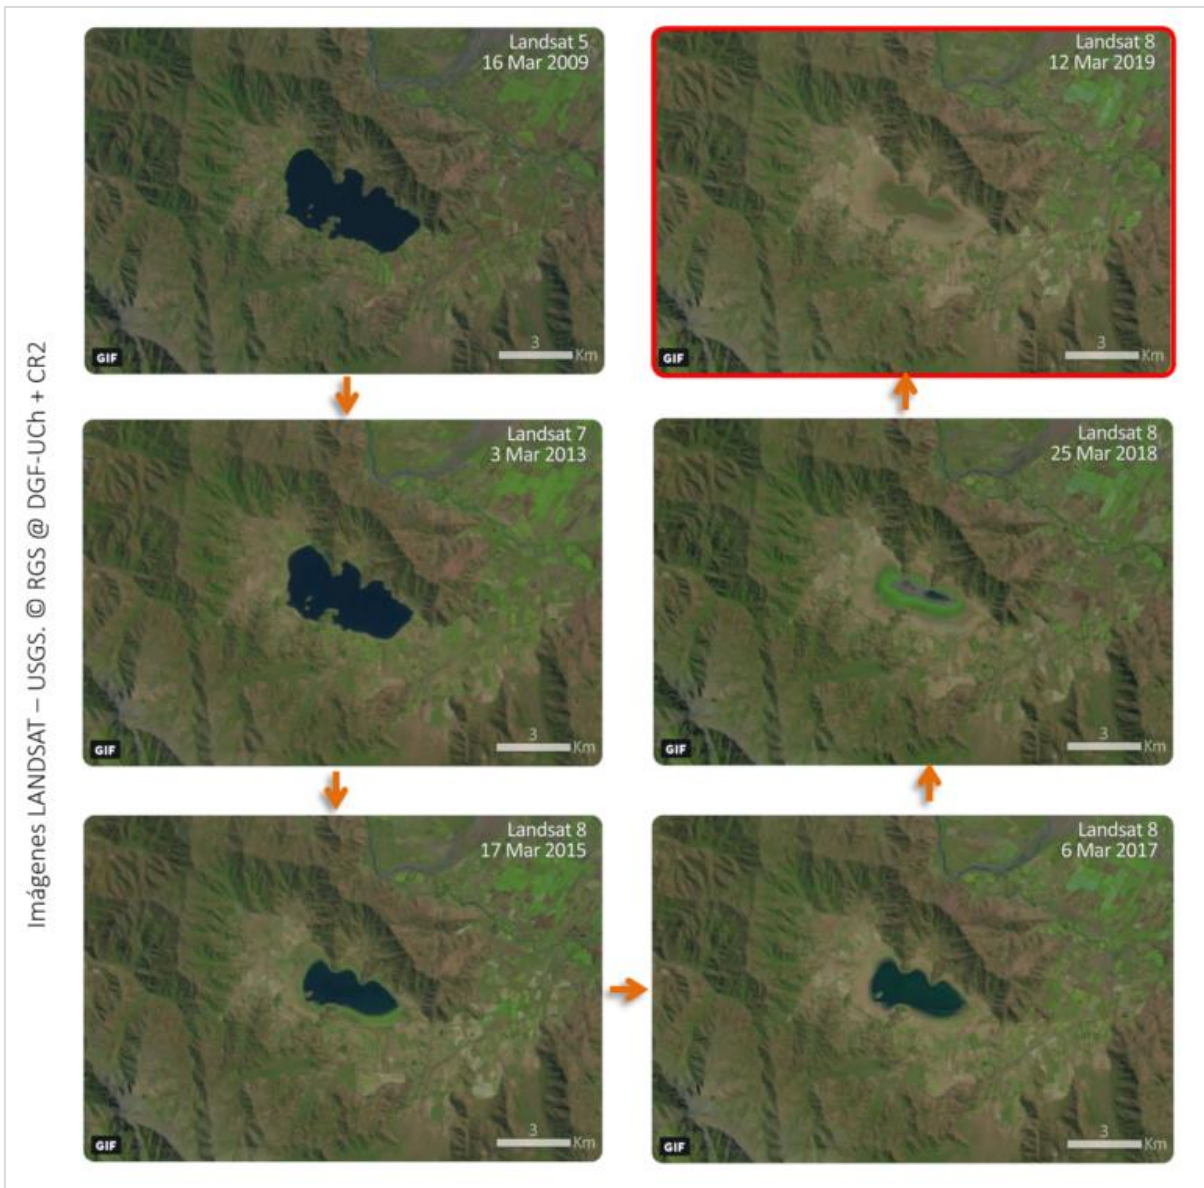 Imágenes LANDSAT – USGS. © RGS @ DGF-UCh + CR2
Landsat 5
16 Mar 2009
3
Km
GIF
Landsat 7
3 Mar 2013
3
Km
GIF
Landsat 8
17 Mar 2015
3
Km
GIF
Landsat 8
6 Mar 2017
3
Km
GIF
Landsat 8
25 Mar 2018
3
Km
GIF
Landsat 8
12 Mar 2019
3
Km
GIF